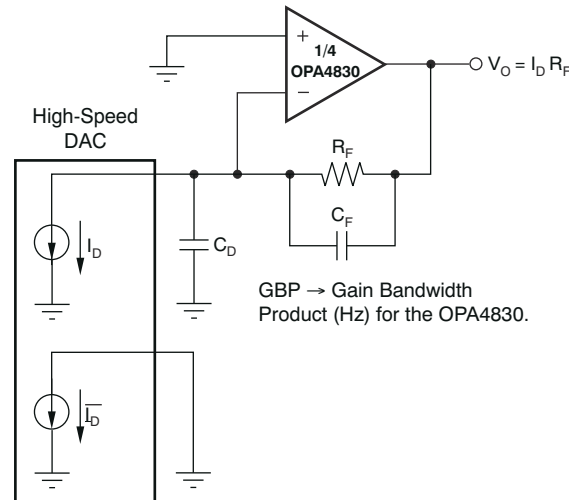 +
1/4
OPA4830
−
V_O = I_D R_F
High-Speed
DAC
R_F
C_F
I_D
C_D
GBP → Gain Bandwidth
Product (Hz) for the OPA4830.
I̅_D̅